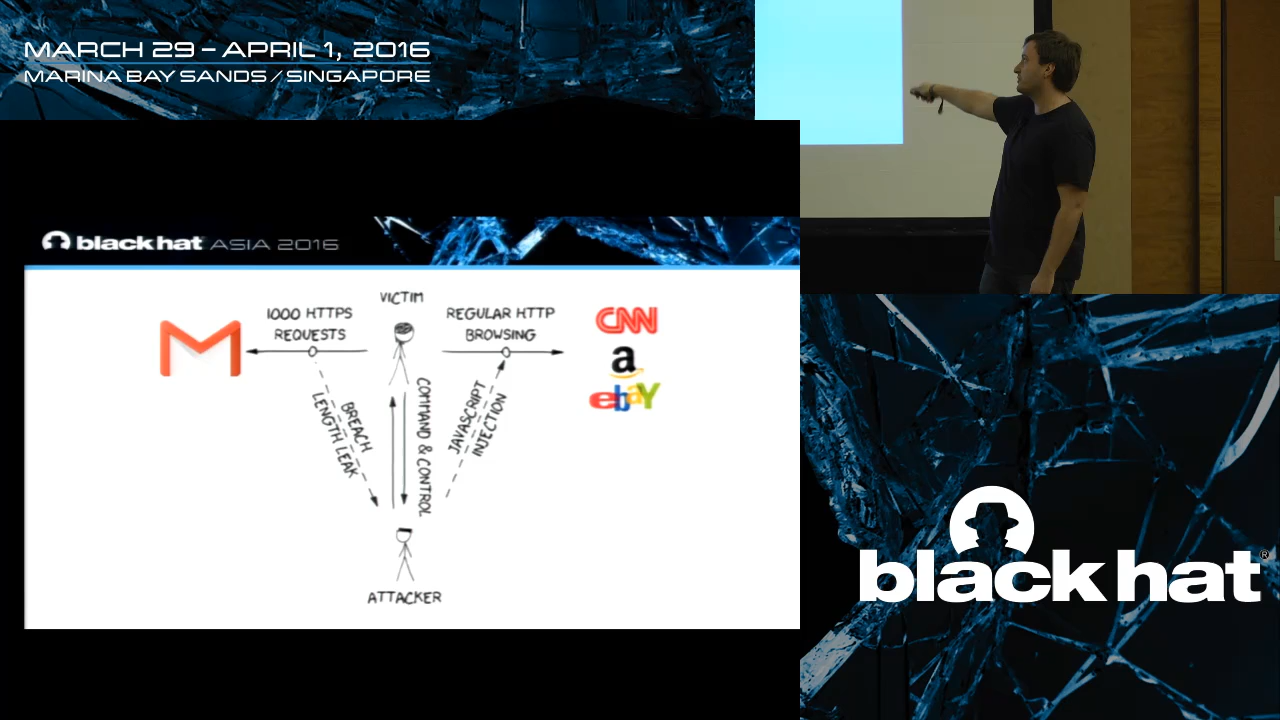 MARCH 29 – APRIL 1, 2016
MARINA BAY SANDS / SINGAPORE
black hat ASIA 2016
VICTIM
1000 HTTPS
REQUESTS
REGULAR HTTP
BROWSING
CNN
a
ebay
BREACH
LENGTH LEAK
COMMAND & CONTROL
JAVASCRIPT
INJECTION
ATTACKER
black hat®